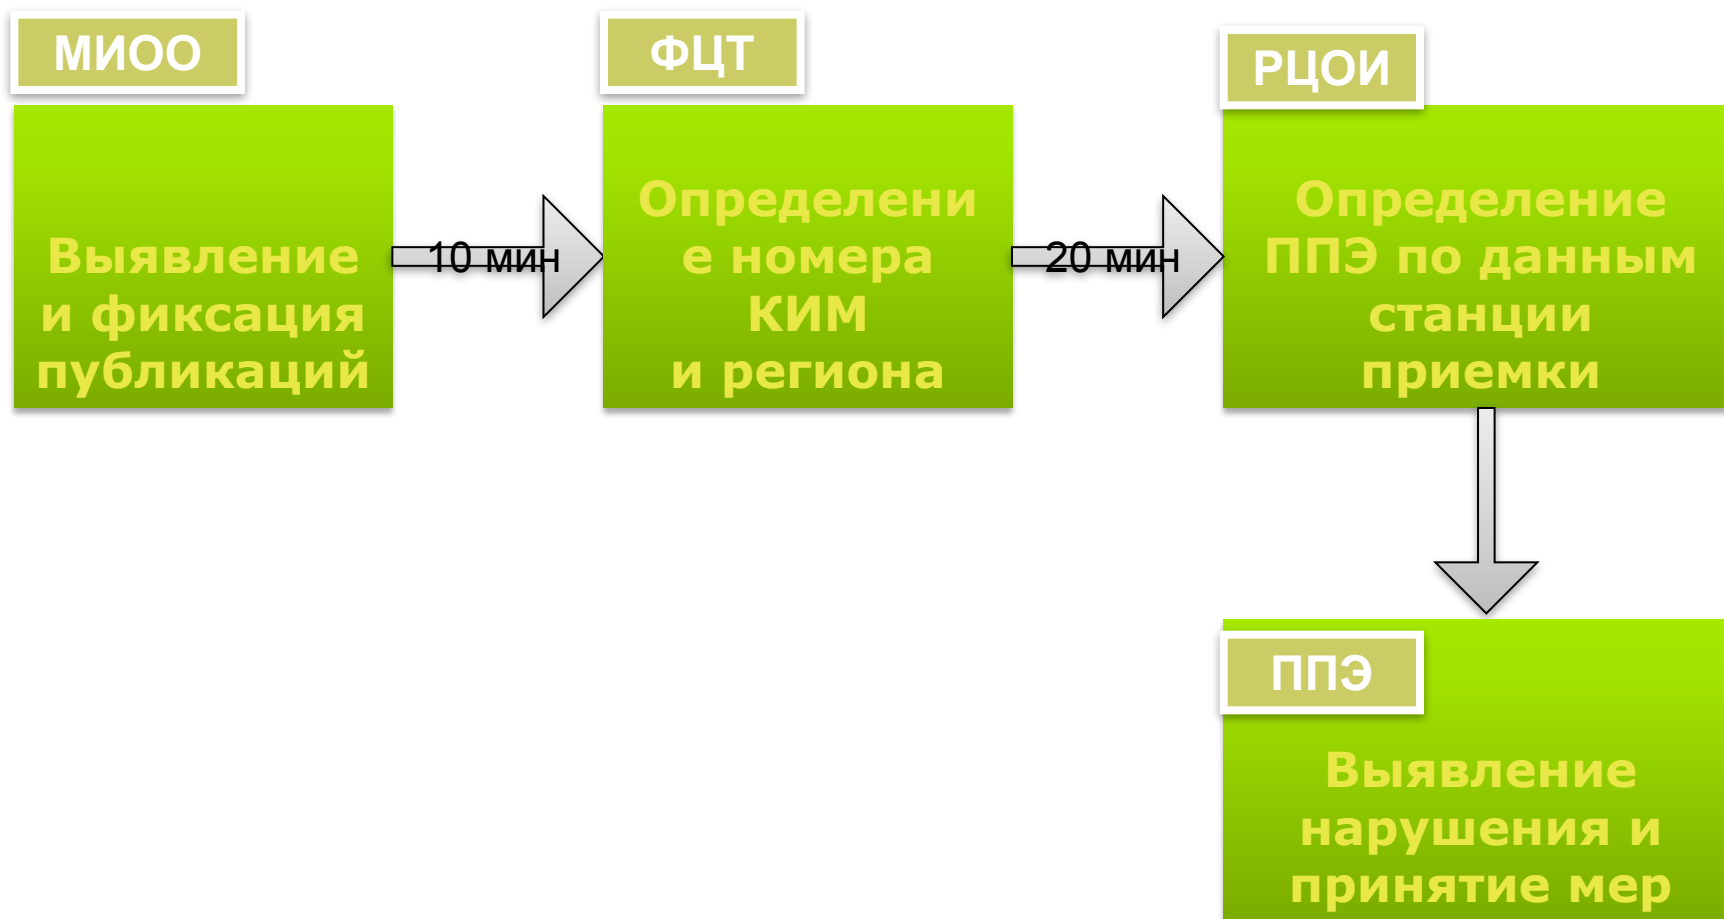 МИОО
Выявление
и фиксация
публикаций
10 мин
ФЦТ
Определени
е номера
КИМ
и региона
20 мин
РЦОИ
Определение
ППЭ по данным
станции
приемки
ППЭ
Выявление
нарушения и
принятие мер